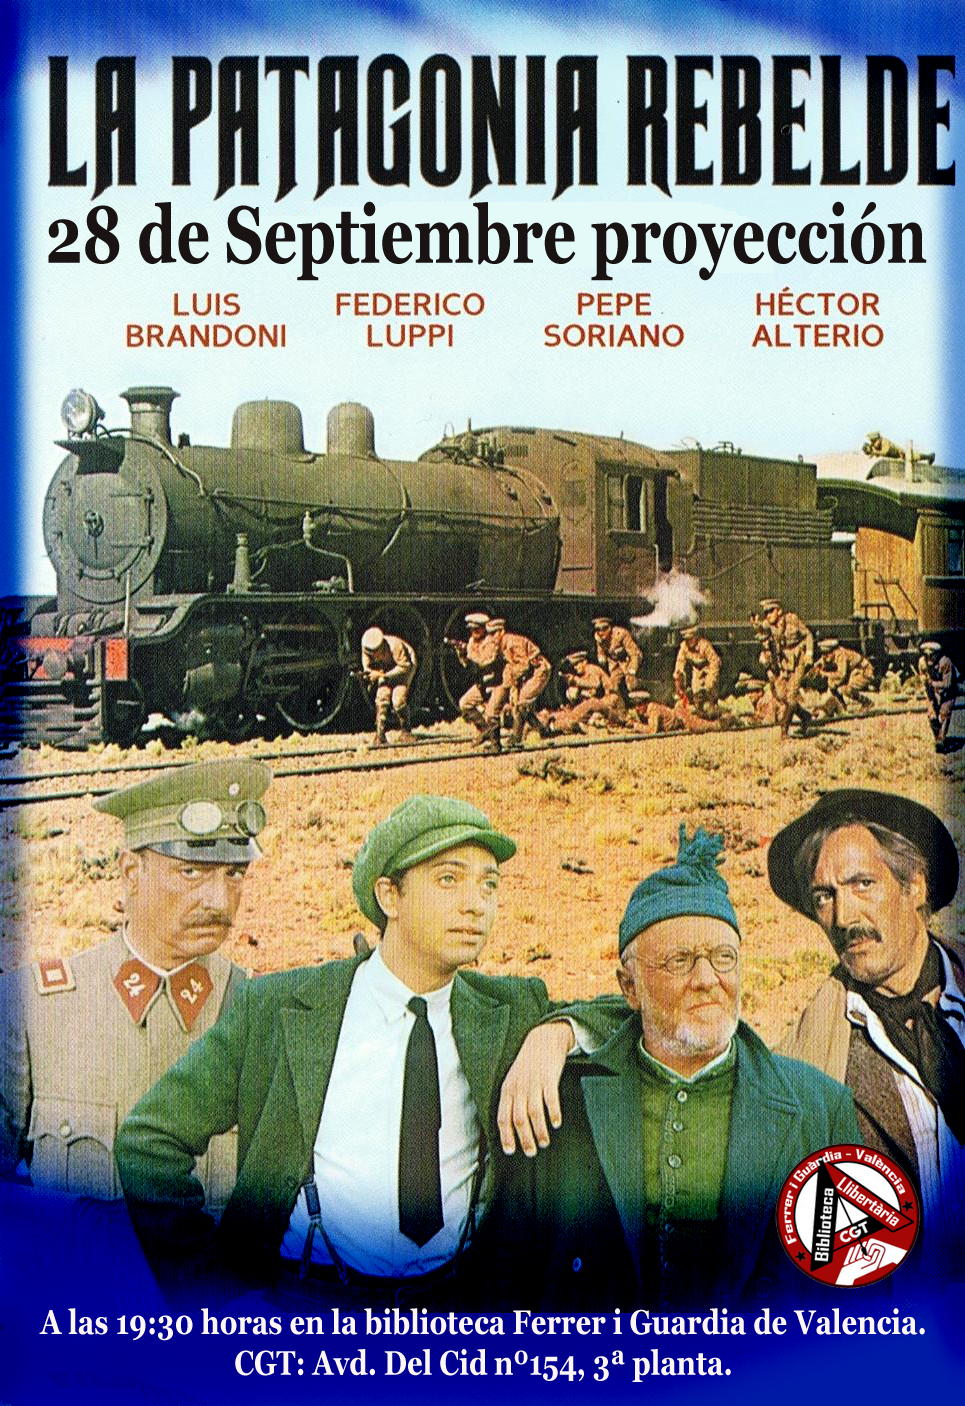 LA PATAGONIA REBELDE
28 de Septiembre proyección
LUIS BRANDONI
FEDERICO LUPPI
PEPE SORIANO
HÉCTOR ALTERIO
24 24
Ferrer i Guàrdia - València
Biblioteca
Llibertària
CGT
A las 19:30 horas en la biblioteca Ferrer i Guardia de Valencia.
CGT: Avd. Del Cid nº154, 3ª planta.